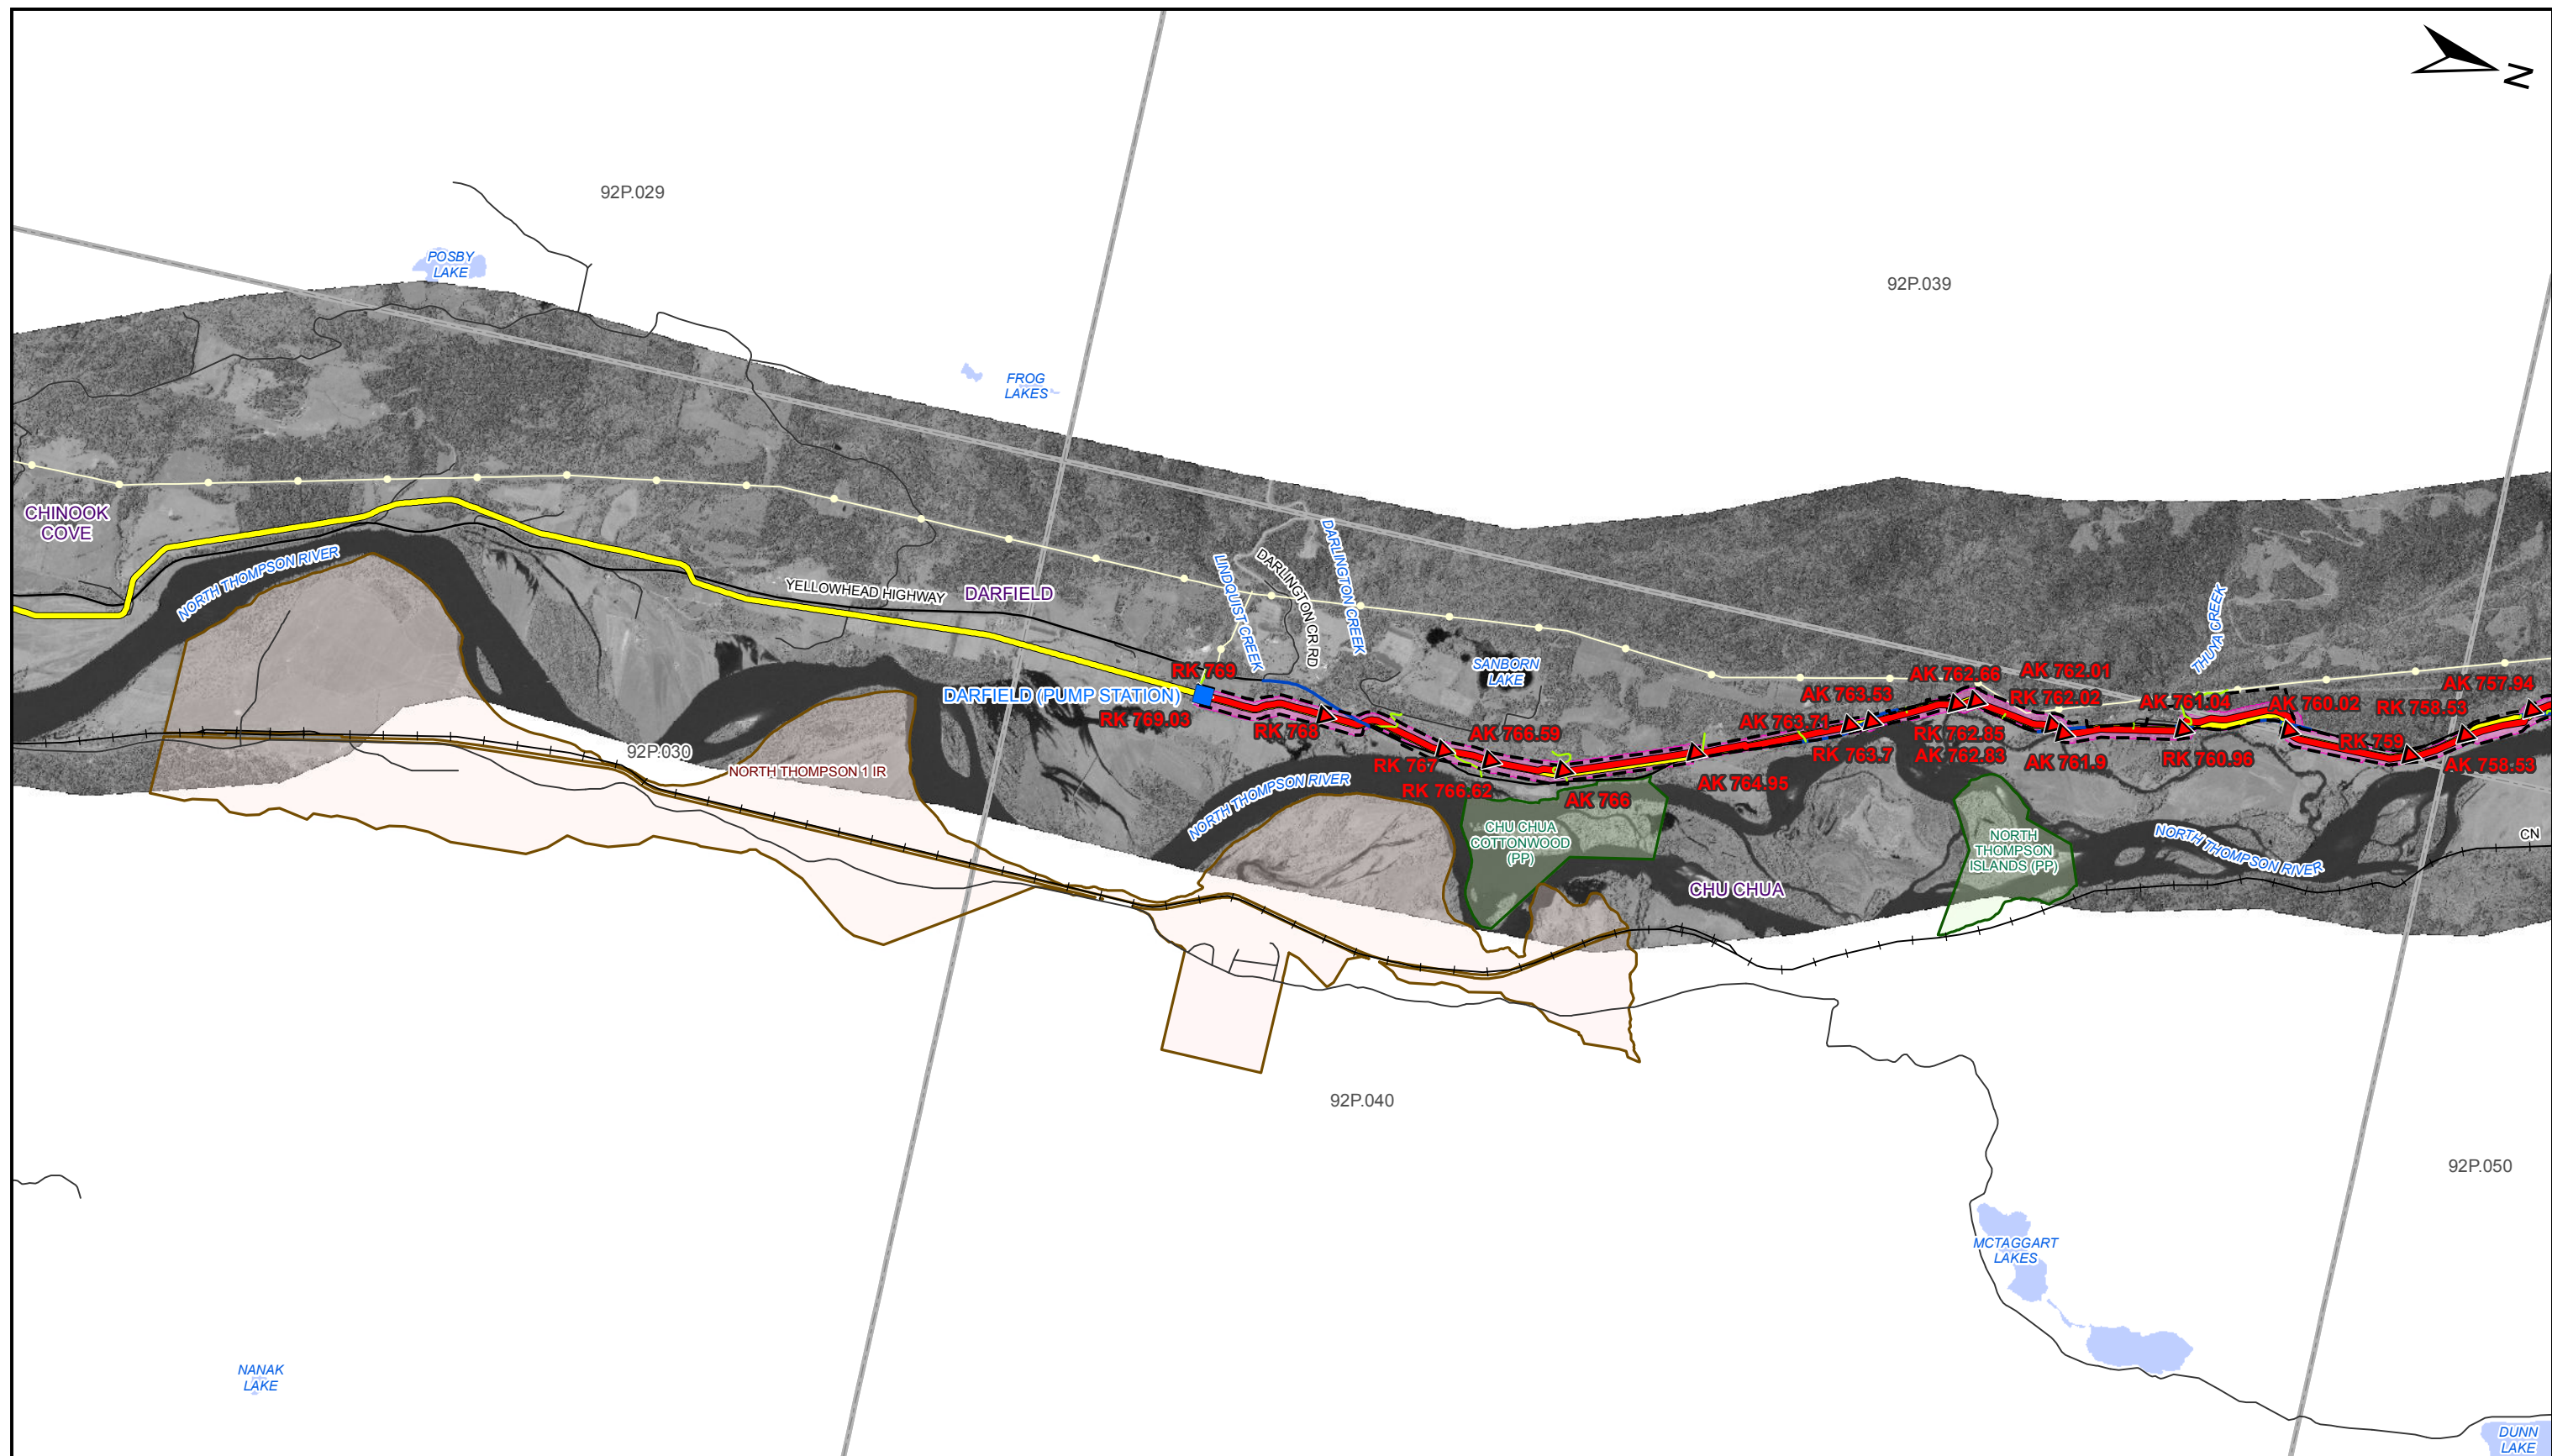 N
92P.029
92P.039
POSBY
LAKE
FROG
LAKES
CHINOOK
COVE
NORTH THOMPSON RIVER
YELLOWHEAD HIGHWAY
DARFIELD
LINDQUIST CREEK
DARLINGTON CR RD
DARLINGTON CREEK
SANBORN
LAKE
THUYA CREEK
RK 769
DARFIELD (PUMP STATION)
RK 769.03
RK 768
RK 767
AK 766.59
RK 766.62
AK 766
AK 764.95
AK 763.71
AK 763.53
RK 763.7
AK 762.66
RK 762.85
AK 762.83
AK 762.01
RK 762.02
AK 761.9
AK 761.04
RK 760.96
AK 760.02
RK 759
RK 758.53
AK 758.53
AK 757.94
92P.030
NORTH THOMPSON 1 IR
NORTH THOMPSON RIVER
CHU CHUA
COTTONWOOD
(PP)
CHU CHUA
NORTH
THOMPSON
ISLANDS (PP)
NORTH THOMPSON RIVER
CN
92P.040
92P.050
MCTAGGART
LAKES
NANAK
LAKE
DUNN
LAKE